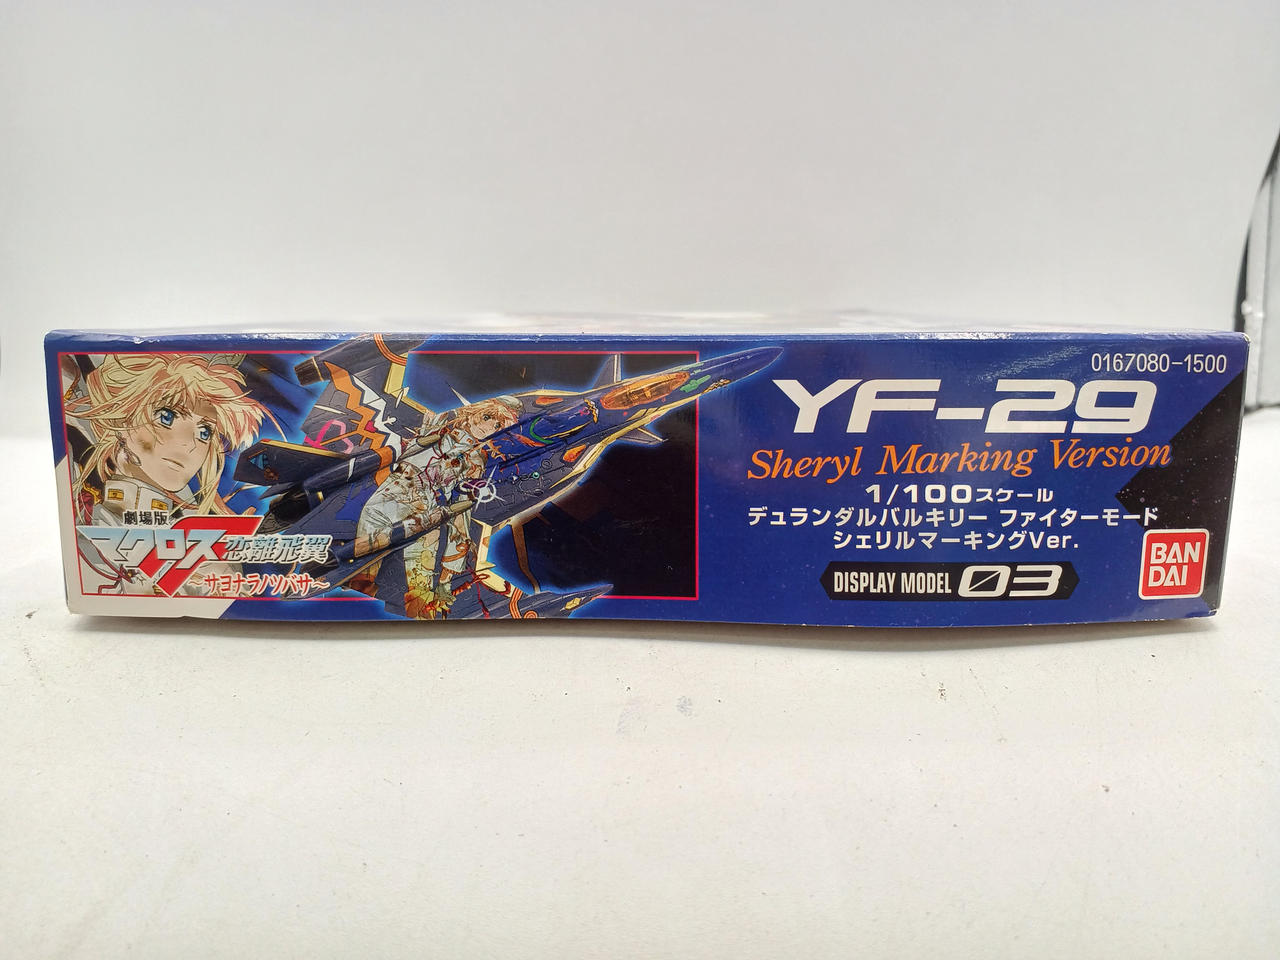 劇場版
マクロスF
恋離飛翼
～サヨナラノツバサ～
0167080-1500
YF-29
Sheryl Marking Version
1/100スケール
デュランダルバルキリー ファイターモード
シェリルマーキングVer.
DISPLAY MODEL 03
BAN
DAI